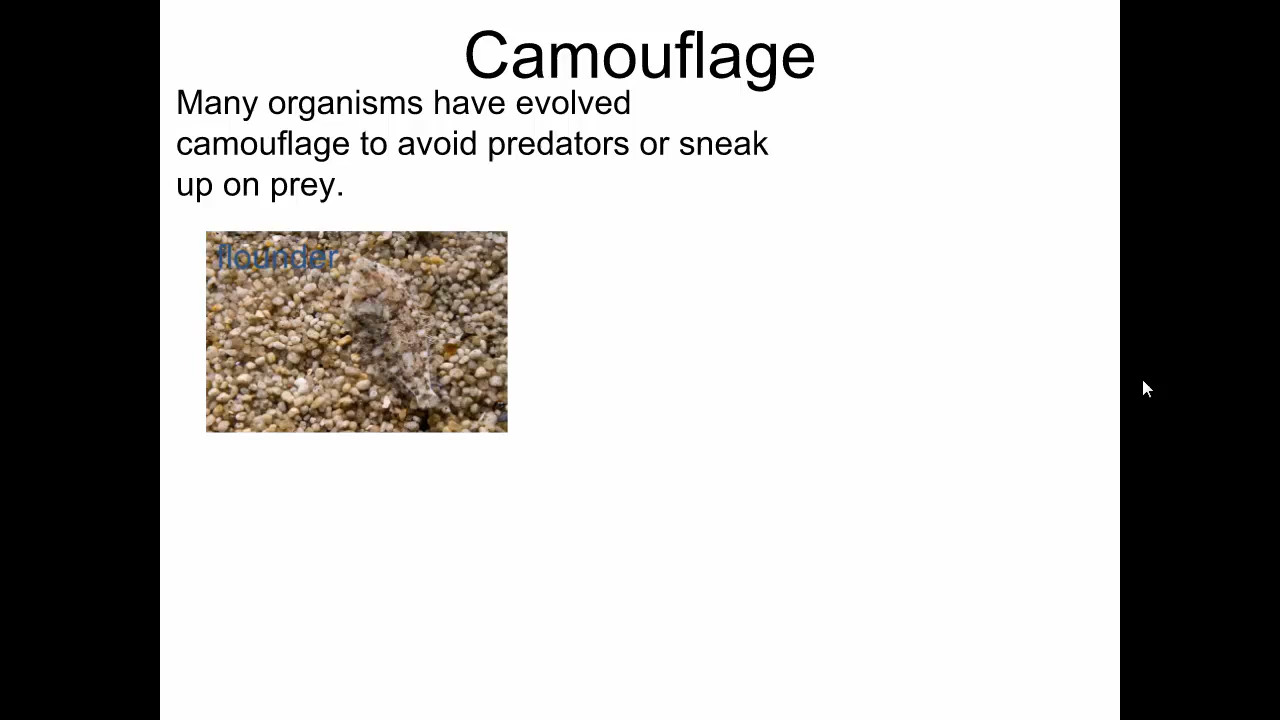 Camouflage
Many organisms have evolved
camouflage to avoid predators or sneak
up on prey.
flounder